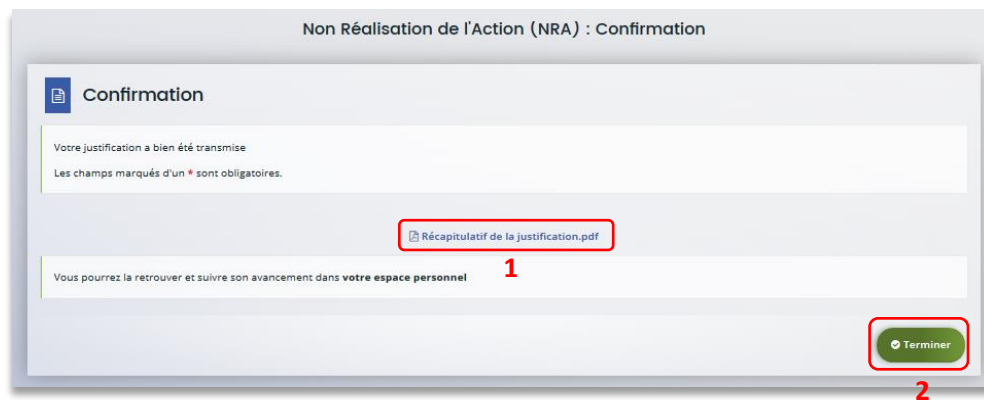 Non Réalisation de l'Action (NRA) : Confirmation
Confirmation
Votre justification a bien été transmise
Les champs marqués d'un * sont obligatoires.
Récapitulatif de la justification.pdf
1
Vous pourrez la retrouver et suivre son avancement dans votre espace personnel
Terminer
2